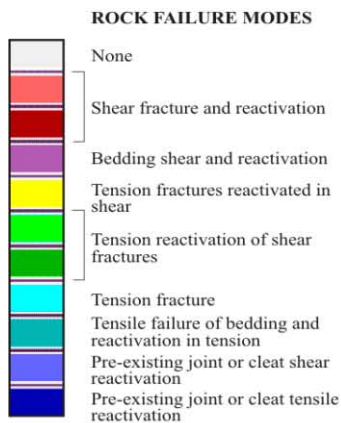 ROCK FAILURE MODES
None
Shear fracture and reactivation
Bedding shear and reactivation
Tension fractures reactivated in
shear
Tension reactivation of shear
fractures
Tension fracture
Tensile failure of bedding and
reactivation in tension
Pre-existing joint or cleat shear
reactivation
Pre-existing joint or cleat tensile
reactivation